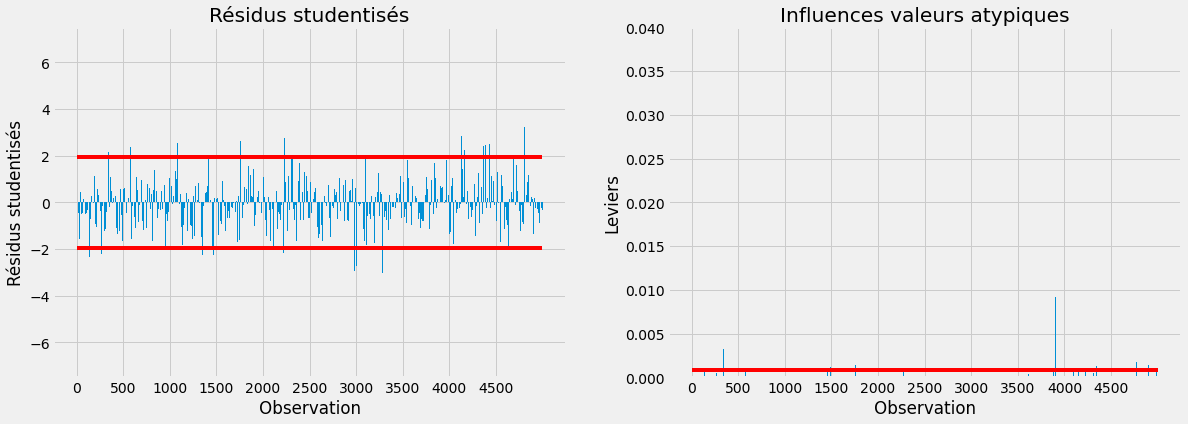 Résidus studentisés
Résidus studentisés
6
4
2
0
−2
−4
−6
0 500 1000 1500 2000 2500 3000 3500 4000 4500
Observation
Influences valeurs atypiques
Leviers
0.040
0.035
0.030
0.025
0.020
0.015
0.010
0.005
0.000
0 500 1000 1500 2000 2500 3000 3500 4000 4500
Observation